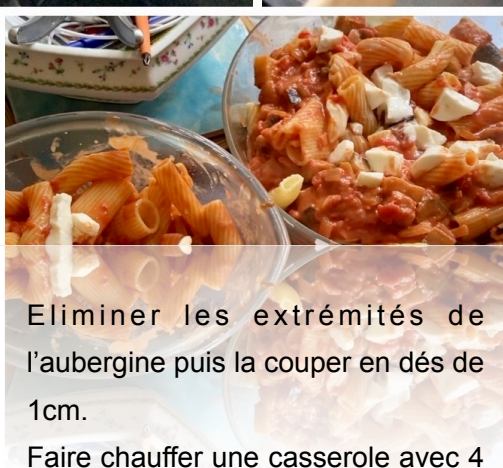 Eliminer les extrémités de
l’aubergine puis la couper en dés de
1cm.
Faire chauffer une casserole avec 4